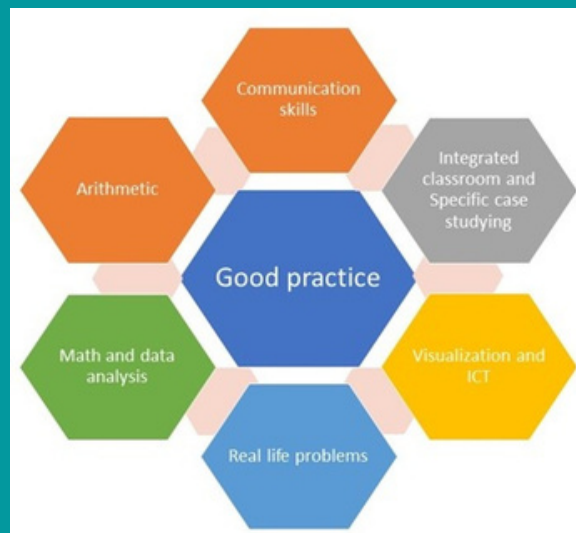 Communication
skills
Integrated
classroom and
Specific case
studying
Arithmetic
Good practice
Math and data
analysis
Visualization and
ICT
Real life problems